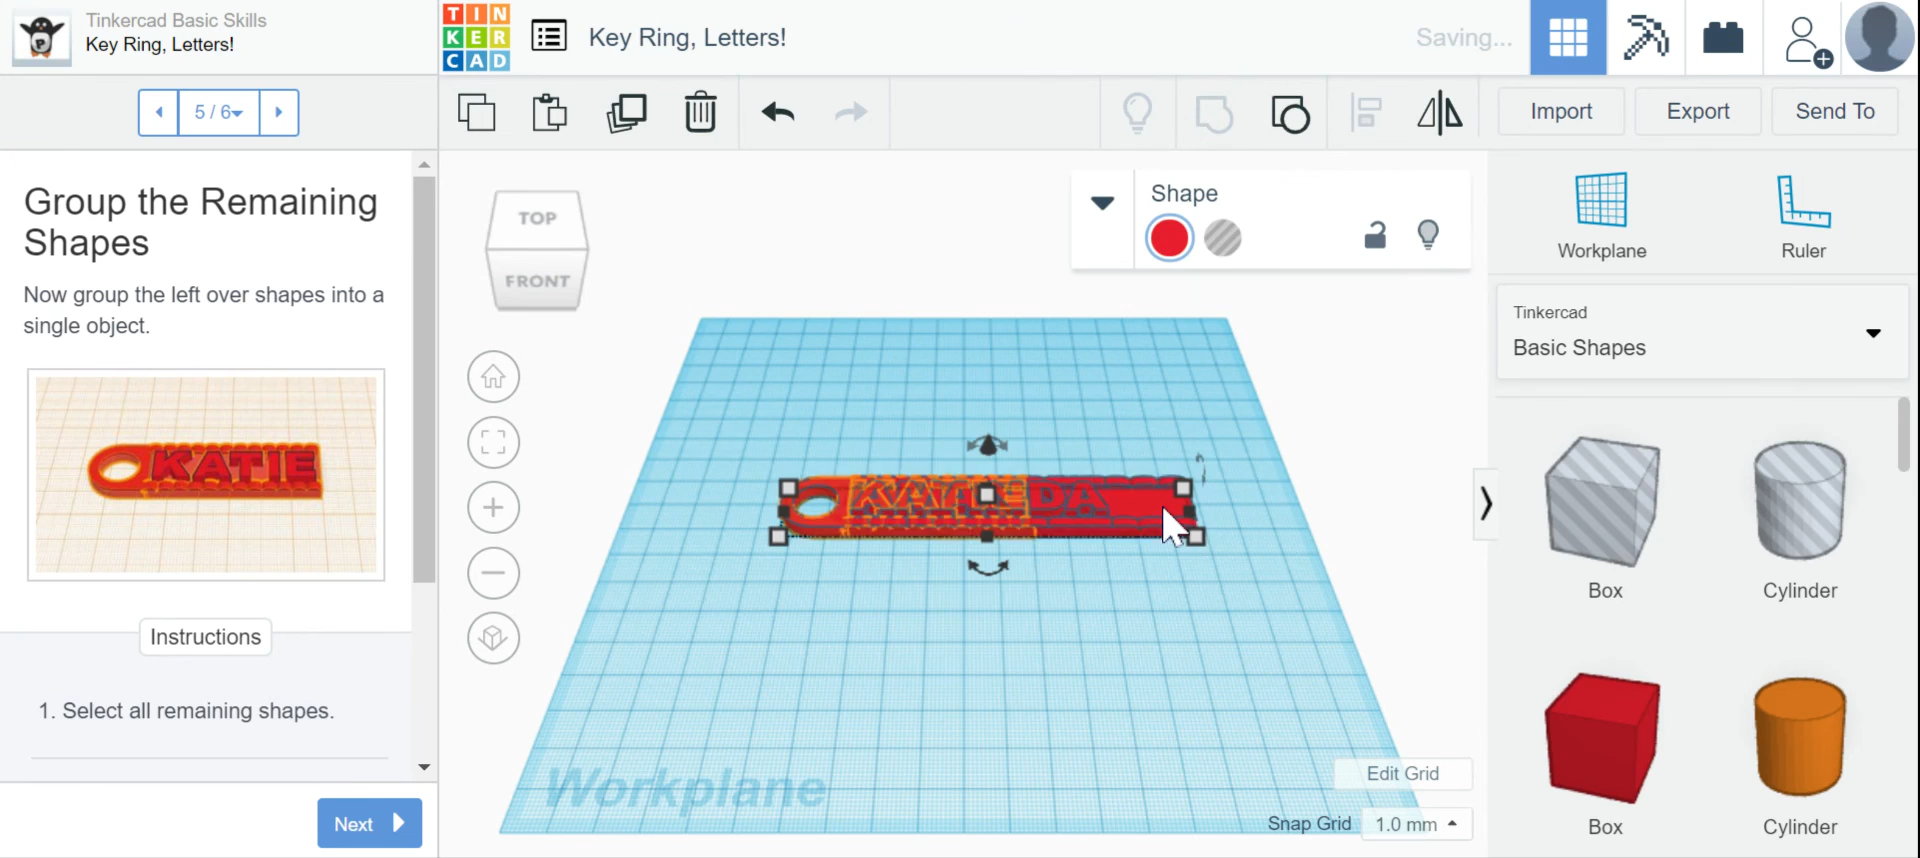 Tinkercad Basic Skills
Key Ring, Letters!
5 / 6
Group the Remaining
Shapes
Now group the left over shapes into a
single object.
KATIE
Instructions
1. Select all remaining shapes.
Next
TIN
KER
CAD
Key Ring, Letters!
Saving...
Import
Export
Send To
TOP
FRONT
Shape
Workplane
Edit Grid
Snap Grid
1.0 mm
Workplane
Ruler
Tinkercad
Basic Shapes
Box
Cylinder
Box
Cylinder